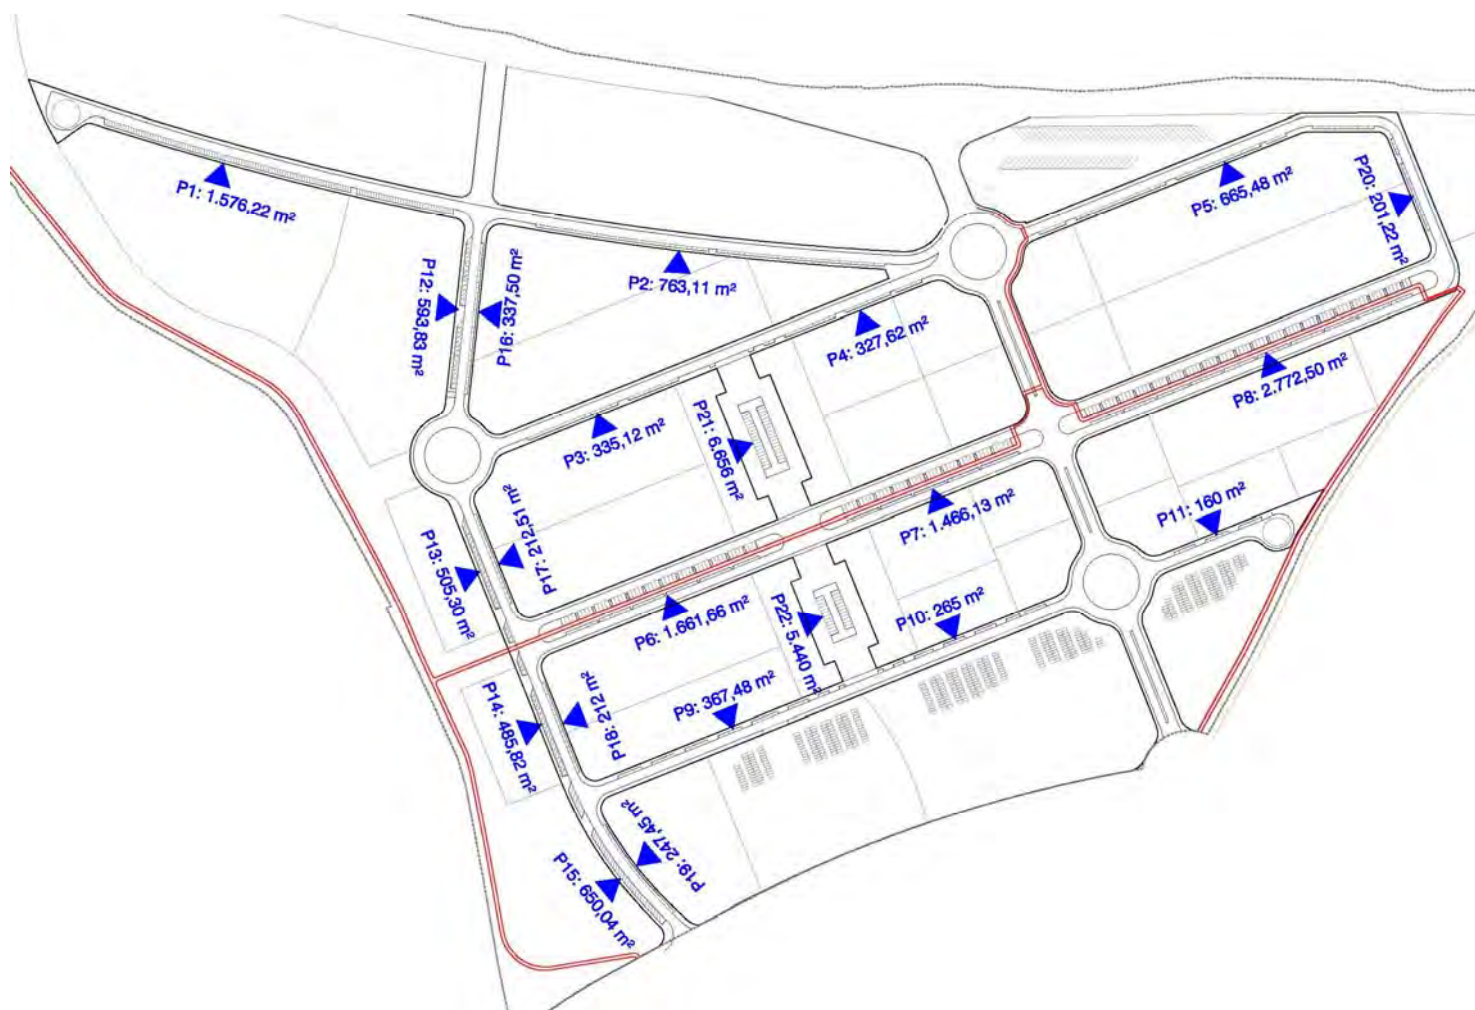 P1: 1.576,22 m²
P5: 665,48 m²
P20: 201,22 m²
P12: 593,83 m²
P16: 337,50 m²
P2: 763,11 m²
P4: 327,62 m²
P8: 2.772,50 m²
P3: 335,12 m²
P21: 6.656 m²
P13: 505,30 m²
P17: 212,51 m²
P7: 1.466,13 m²
P11: 160 m²
P6: 1.661,66 m²
P22: 5.440 m²
P10: 265 m²
P14: 485,82 m²
P18: 212 m²
P9: 367,48 m²
P15: 659,04 m²
P19: 247,45 m²